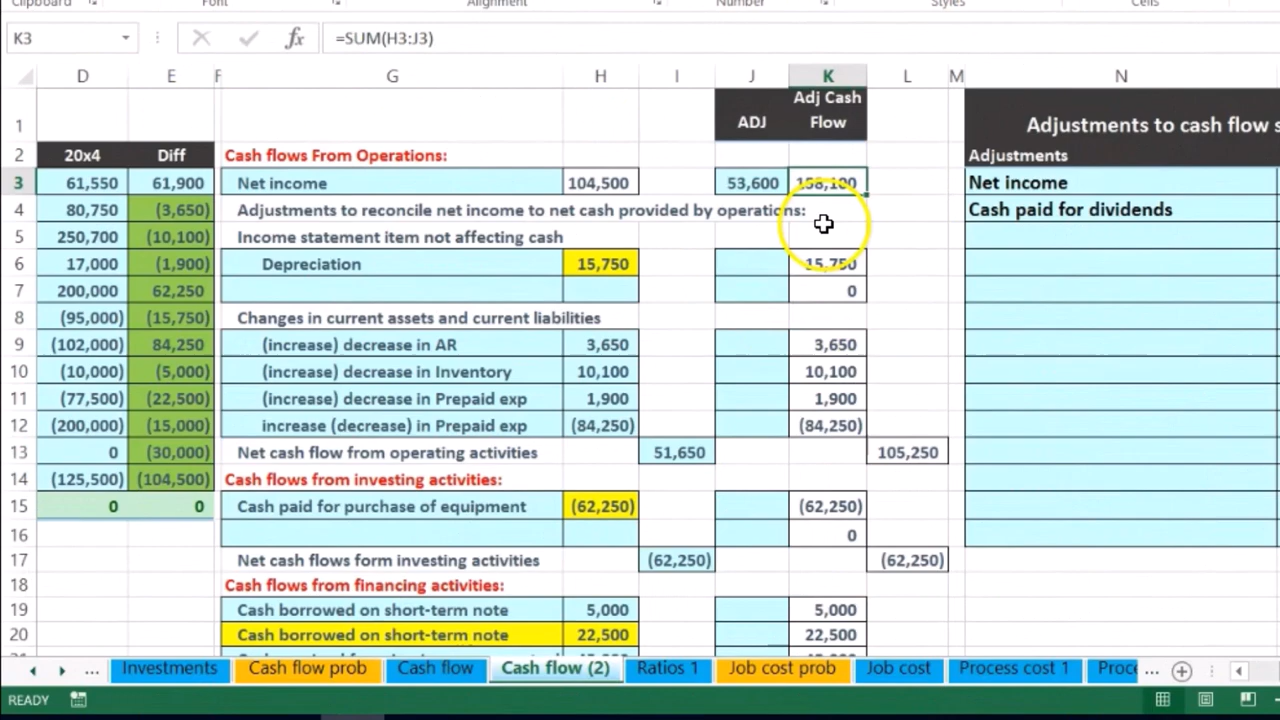 Clipboard Font Alignment Number Styles Cells
K3 fx =SUM(H3:J3)
D E F G H I J K L M N
1 ADJ Adj Cash Flow Adjustments to cash flow s
2 20x4 Diff Cash flows From Operations: Adjustments
3 61,550 61,900 Net income 104,500 53,600 158,100 Net income
4 80,750 (3,650) Adjustments to reconcile net income to net cash provided by operations: Cash paid for dividends
5 250,700 (10,100) Income statement item not affecting cash
6 17,000 (1,900) Depreciation 15,750 15,750
7 200,000 62,250 0
8 (95,000) (15,750) Changes in current assets and current liabilities
9 (102,000) 84,250 (increase) decrease in AR 3,650 3,650
10 (10,000) (5,000) (increase) decrease in Inventory 10,100 10,100
11 (77,500) (22,500) (increase) decrease in Prepaid exp 1,900 1,900
12 (200,000) (15,000) increase (decrease) in Prepaid exp (84,250) (84,250)
13 0 (30,000) Net cash flow from operating activities 51,650 105,250
14 (125,500) (104,500) Cash flows from investing activities:
15 0 0 Cash paid for purchase of equipment (62,250) (62,250)
16 0
17 Net cash flows form investing activities (62,250) (62,250)
18 Cash flows from financing activities:
19 Cash borrowed on short-term note 5,000 5,000
20 Cash borrowed on short-term note 22,500 22,500
... Investments Cash flow prob Cash flow Cash flow (2) Ratios 1 Job cost prob Job cost Process cost 1 Proce ...
READY